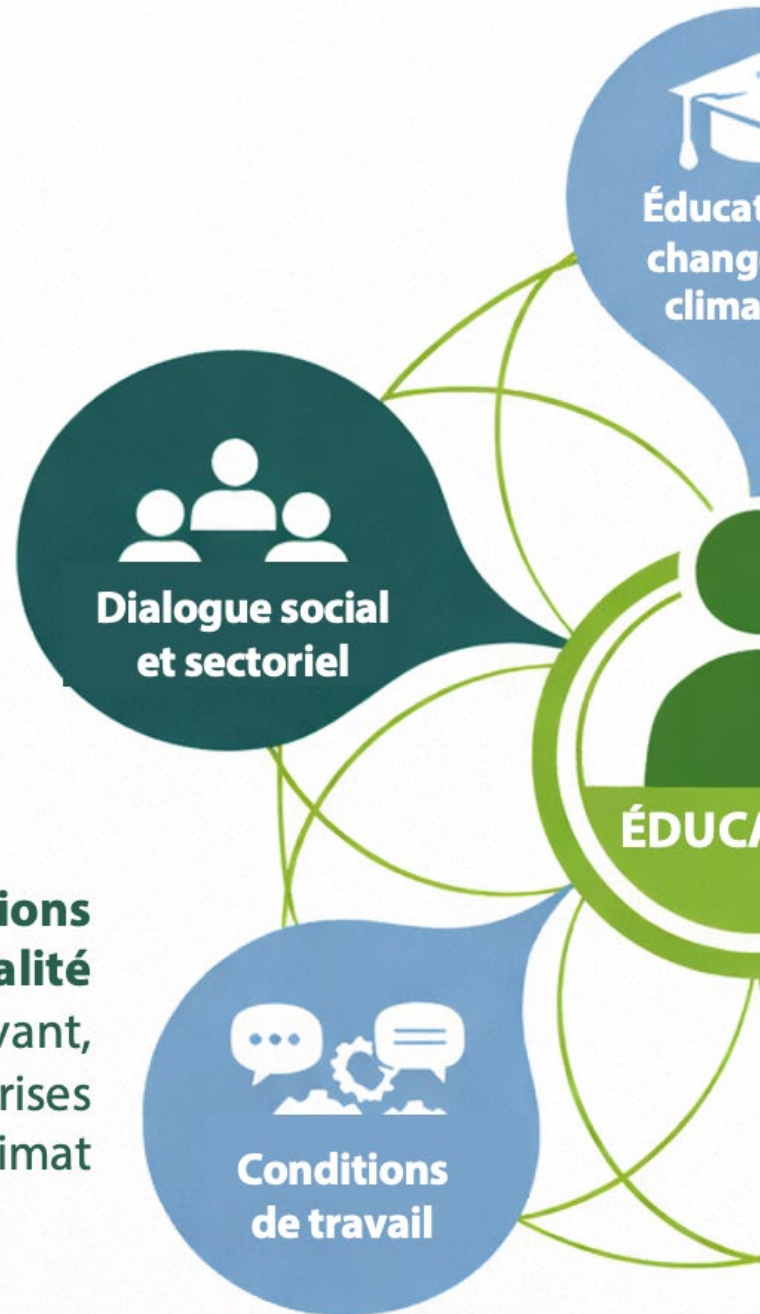 Éducat
chang
clima
Dialogue social
et sectoriel
ÉDUCA
ions
alité
vant,
rises
imat
Conditions
de travail